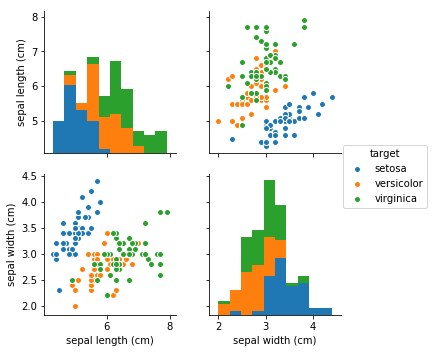 sepal length (cm)
8
7
6
5
target
setosa
versicolor
virginica
sepal width (cm)
4.5
4.0
3.5
3.0
2.5
2.0
6
8
sepal length (cm)
2
3
4
sepal width (cm)